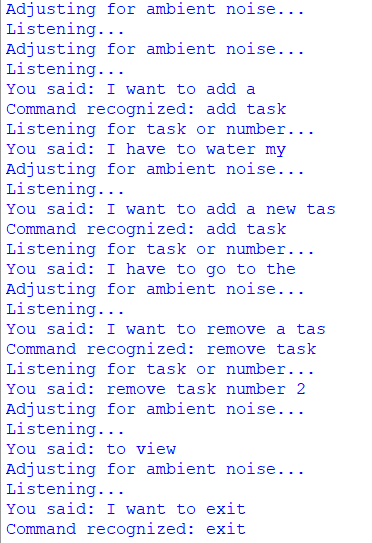 Adjusting for ambient noise...
Listening...
Adjusting for ambient noise...
Listening...
You said: I want to add a
Command recognized: add task
Listening for task or number...
You said: I have to water my
Adjusting for ambient noise...
Listening...
You said: I want to add a new tas
Command recognized: add task
Listening for task or number...
You said: I have to go to the
Adjusting for ambient noise...
Listening...
You said: I want to remove a tas
Command recognized: remove task
Listening for task or number...
You said: remove task number 2
Adjusting for ambient noise...
Listening...
You said: to view
Adjusting for ambient noise...
Listening...
You said: I want to exit
Command recognized: exit